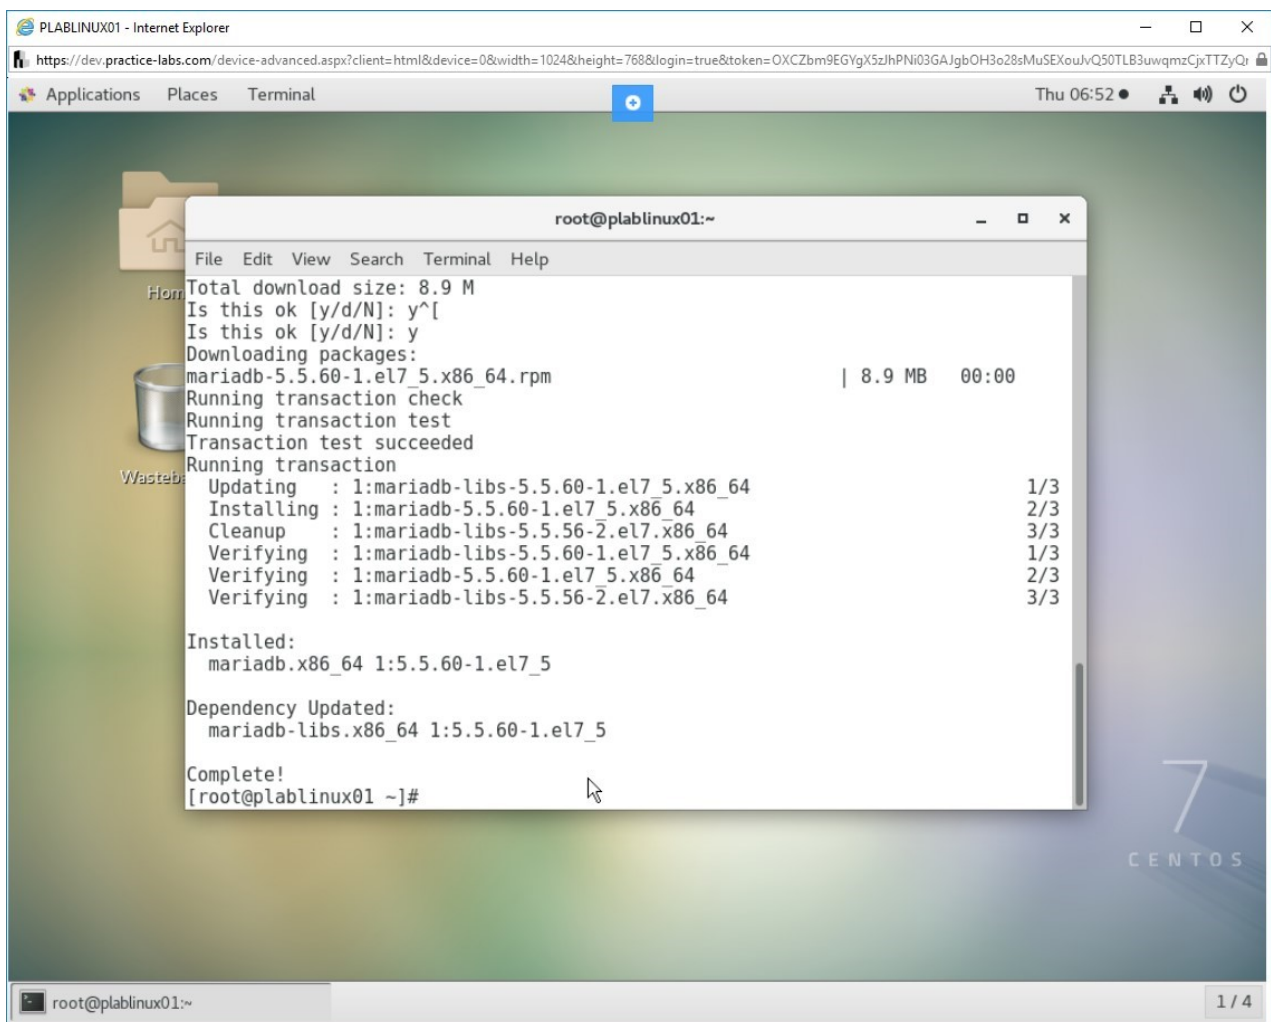 PLABLINUX01 - Internet Explorer
https://dev.practice-labs.com/device-advanced.aspx?client=html&device=0&width=1024&height=768&login=true&token=
Applications Places Terminal Thu 06:52
root@plablinux01:~
File Edit View Search Terminal Help
Total download size: 8.9 M
Is this ok [y/d/N]: y^[
Is this ok [y/d/N]: y
Downloading packages:
mariadb-5.5.60-1.el7_5.x86_64.rpm | 8.9 MB 00:00
Running transaction check
Running transaction test
Transaction test succeeded
Running transaction
Updating : 1:mariadb-libs-5.5.60-1.el7_5.x86_64 1/3
Installing : 1:mariadb-5.5.60-1.el7_5.x86_64 2/3
Cleanup : 1:mariadb-libs-5.5.56-2.el7.x86_64 3/3
Verifying : 1:mariadb-libs-5.5.60-1.el7_5.x86_64 1/3
Verifying : 1:mariadb-5.5.60-1.el7_5.x86_64 2/3
Verifying : 1:mariadb-libs-5.5.56-2.el7.x86_64 3/3
Installed:
mariadb.x86_64 1:5.5.60-1.el7_5
Dependency Updated:
mariadb-libs.x86_64 1:5.5.60-1.el7_5
Complete!
[root@plablinux01 ~]#
Hom
Wasteb
7
CENTOS
root@plablinux01:~ 1 / 4